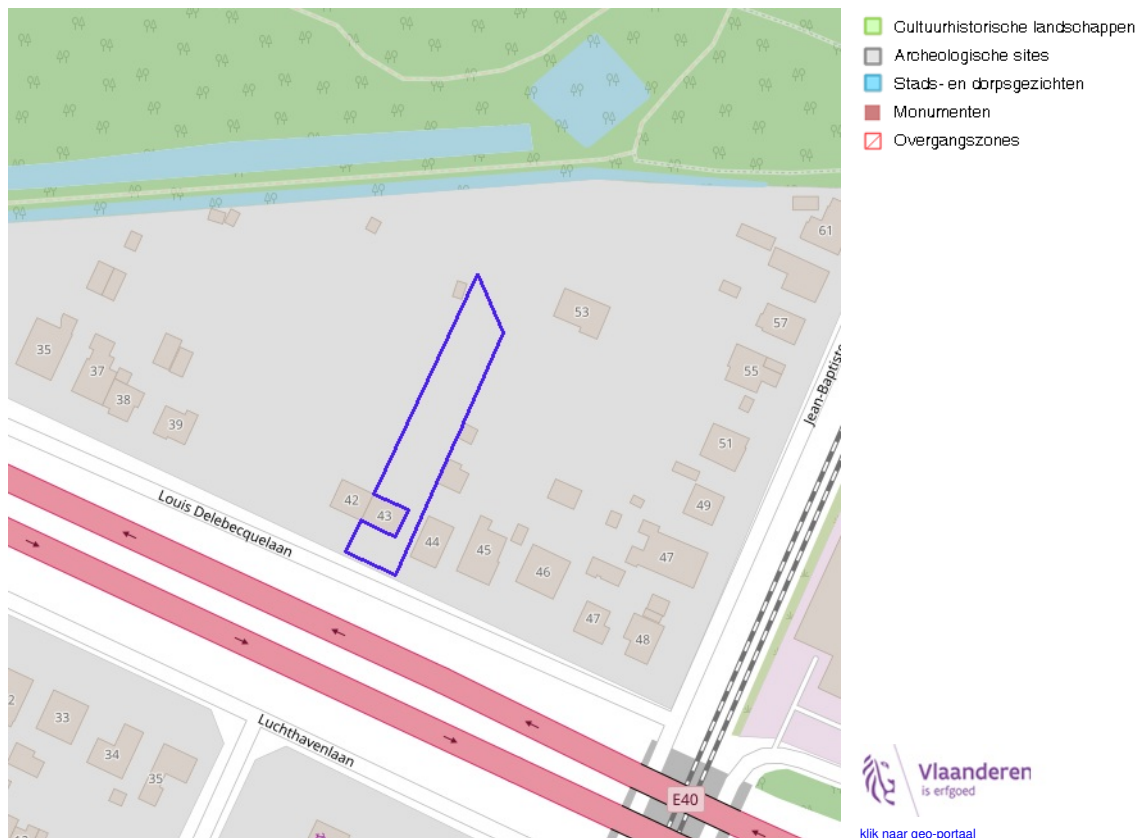 Cultuurhistorische landschappen
Archeologische sites
Stads- en dorpsgezichten
Monumenten
Overgangszones
61
53
57
35
37
55
38
39
51
42
43
49
44
45
47
46
47
48
Jean-Baptiste
Louis Delebecquelaan
Luchthavenlaan
2
33
34
35
E40
Vlaanderen
is erfgoed
klik naar geo-portaal